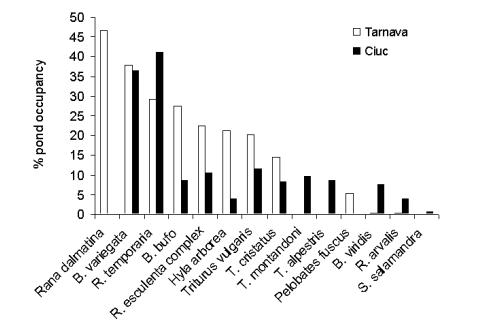 50
45
40
35
30
25
20
15
10
5
0
% pond occupancy
Tarnava
Ciuc
Rana dalmatina
B. variegata
R. temporaria
B. bufo
R. esculenta complex
Hyla arborea
Triturus vulgaris
T. cristatus
T. montandoni
T. alpestris
Pelobates fuscus
B. viridis
R. arvalis
S. salamandra